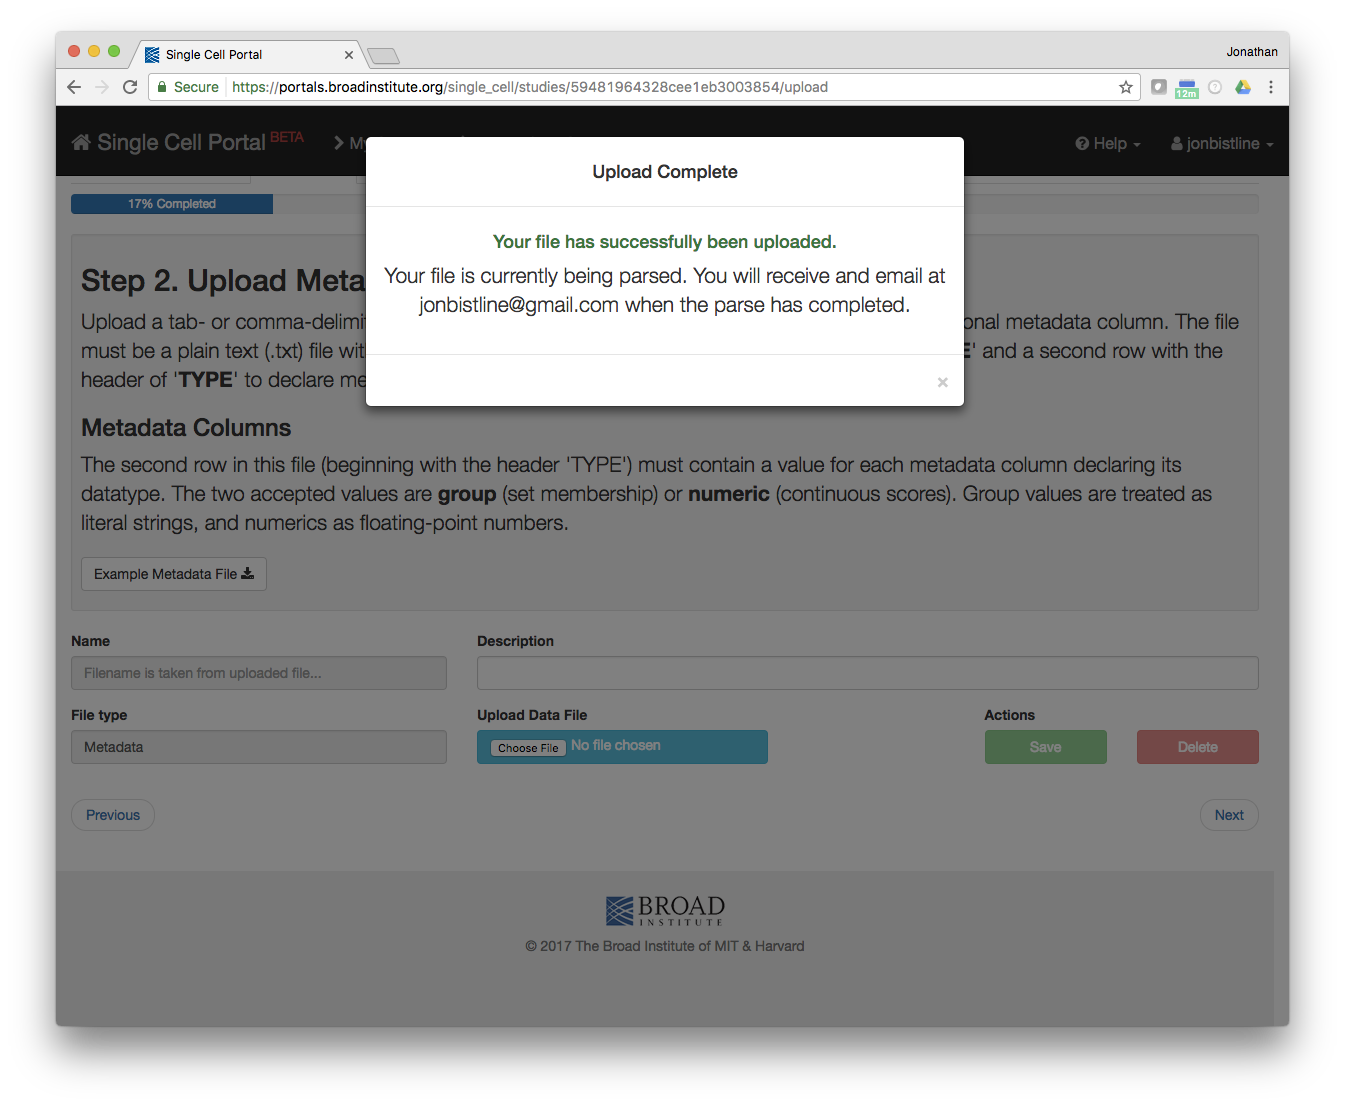 Single Cell Portal
Jonathan
Secure
https://portals.broadinstitute.org/single_cell/studies/59481964328cee1eb3003854/upload
12m
Single Cell Portal BETA
Help
jonbistline
17% Completed
Upload Complete
Your file has successfully been uploaded.
Your file is currently being parsed. You will receive and email at
jonbistline@gmail.com when the parse has completed.
×
Step 2. Upload Meta
Upload a tab- or comma-delimit
onal metadata column. The file
must be a plain text (.txt) file wit
E' and a second row with the
header of 'TYPE' to declare me
Metadata Columns
The second row in this file (beginning with the header 'TYPE') must contain a value for each metadata column declaring its
datatype. The two accepted values are group (set membership) or numeric (continuous scores). Group values are treated as
literal strings, and numerics as floating-point numbers.
Example Metadata File
Name
Description
Filename is taken from uploaded file...
File type
Upload Data File
Actions
Metadata
Choose File No file chosen
Save
Delete
Previous
Next
BROAD
INSTITUTE
© 2017 The Broad Institute of MIT & Harvard